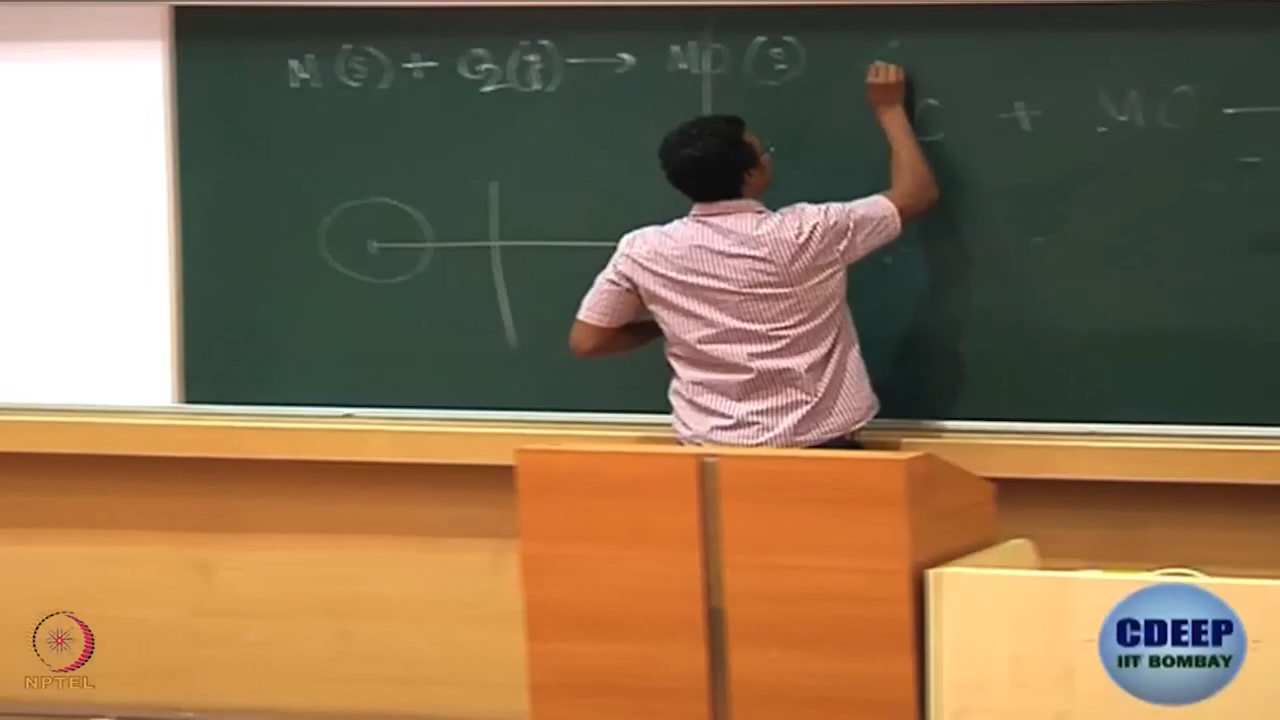 M(s) + O2(g) → MO(s)
C + MO —
NPTEL
CDEEP
IIT BOMBAY